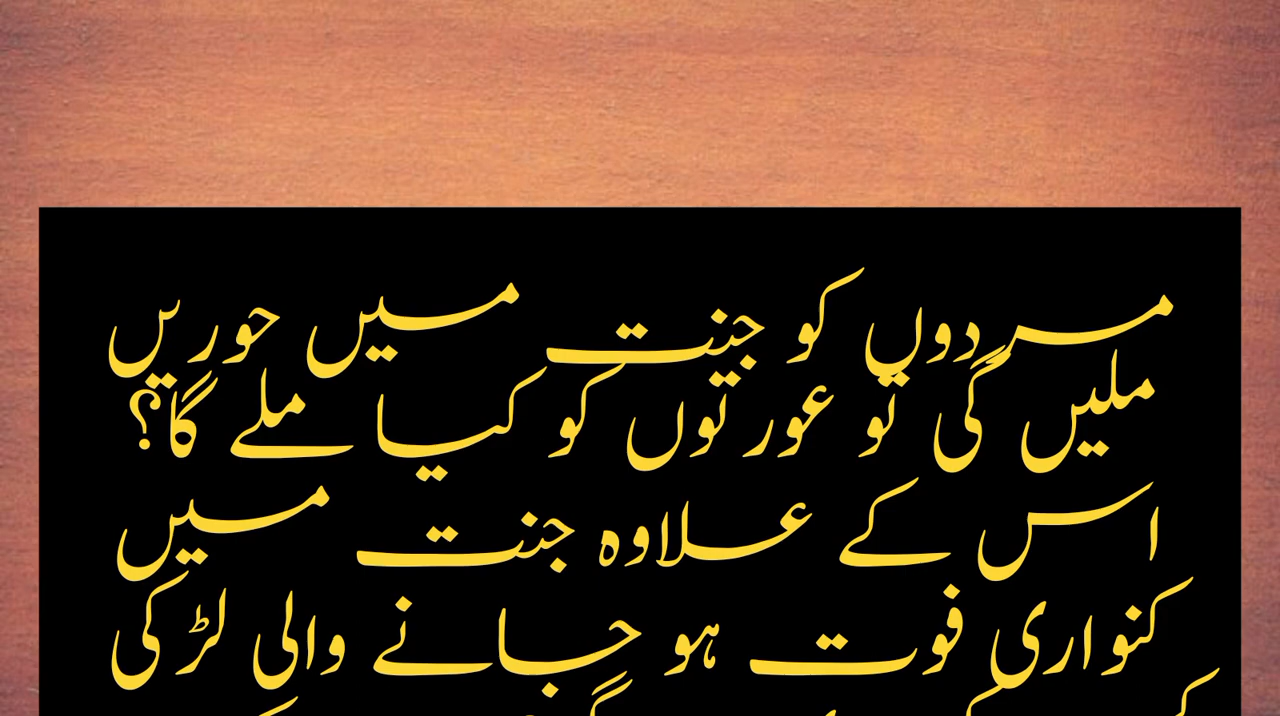 مردوں کو جنت میں حوریں
ملیں گی تو عورتوں کو کیا ملے گا؟
اس کے علاوہ جنت میں
کنواری فوت ہو جانے والی لڑکی